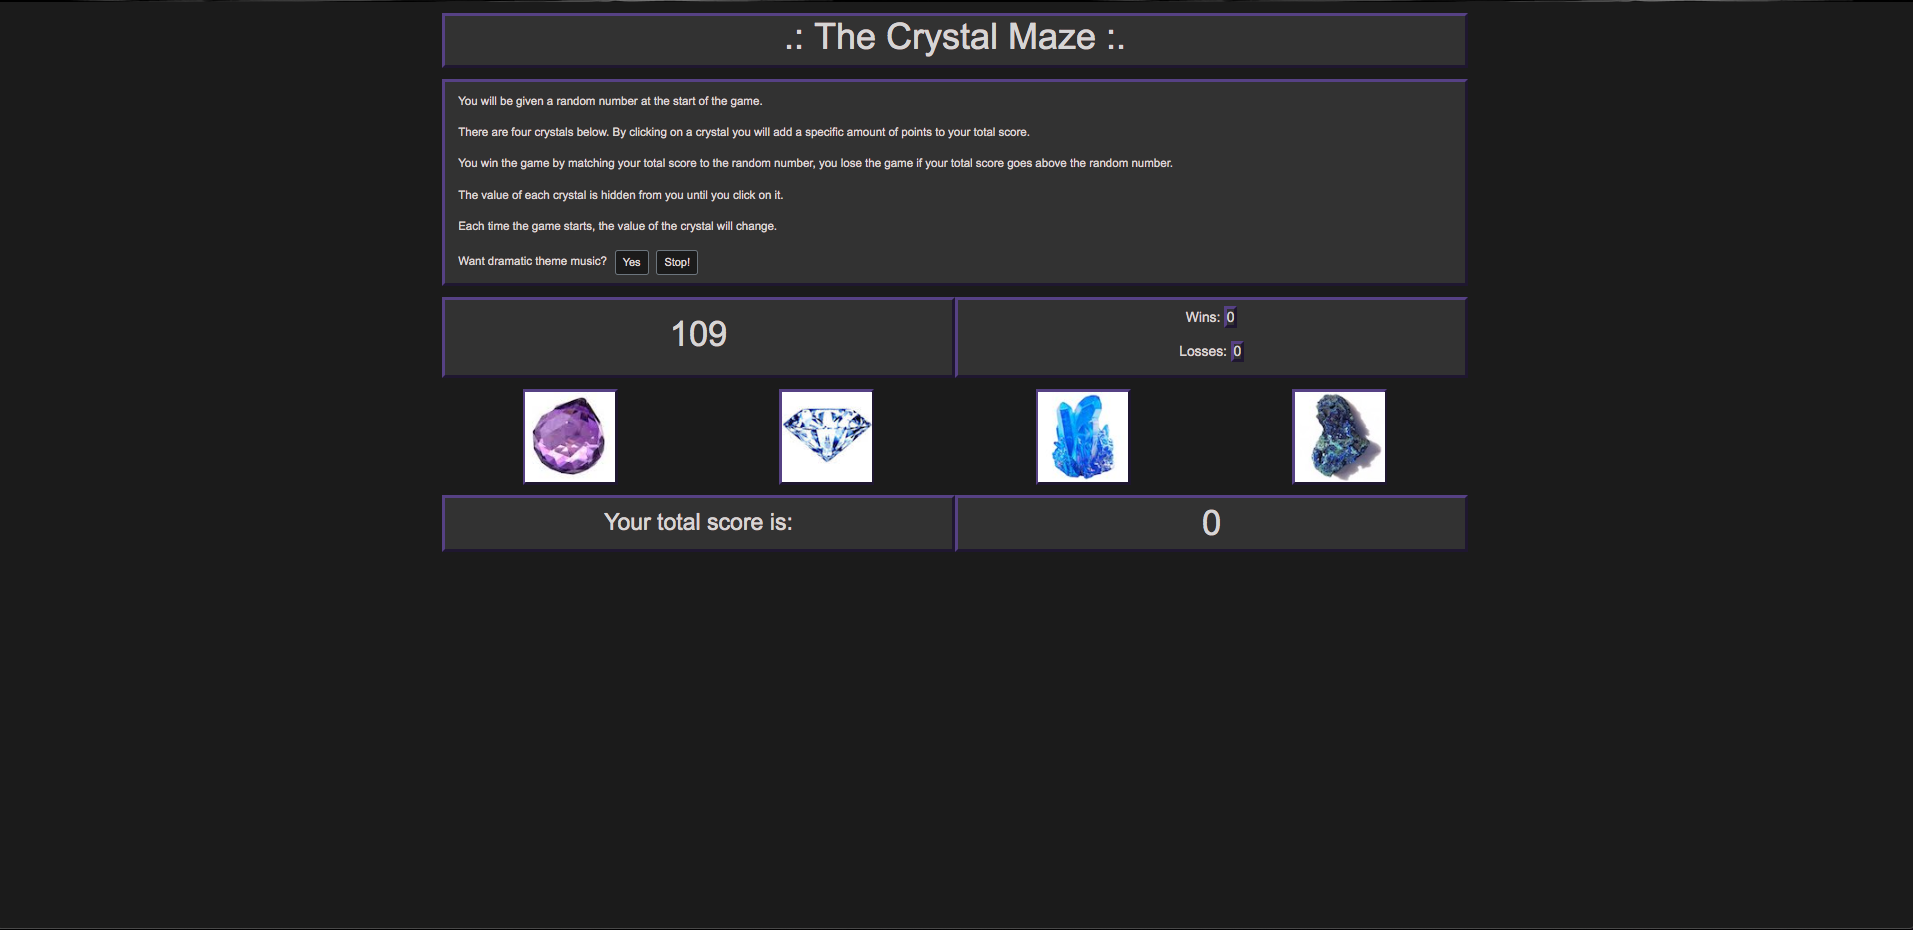 .: The Crystal Maze :.
You will be given a random number at the start of the game.
There are four crystals below. By clicking on a crystal you will add a specific amount of points to your total score.
You win the game by matching your total score to the random number, you lose the game if your total score goes above the random number.
The value of each crystal is hidden from you until you click on it.
Each time the game starts, the value of the crystal will change.
Want dramatic theme music? Yes Stop!
109
Wins: 0
Losses: 0
Your total score is: 0